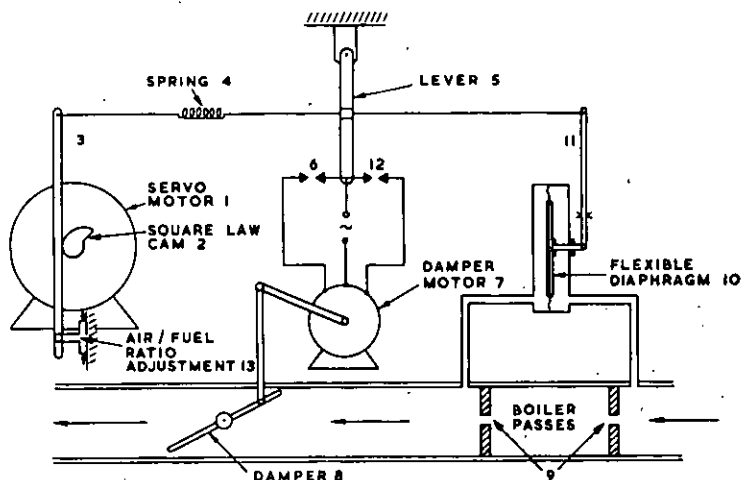 SPRING 4
LEVER 5
3
11
6
12
SERVO
MOTOR 1
SQUARE LAW
CAM 2
~
DAMPER
MOTOR 7
FLEXIBLE
DIAPHRAGM 10
AIR / FUEL
RATIO
ADJUSTMENT 13
BOILER
PASSES
DAMPER 8
9